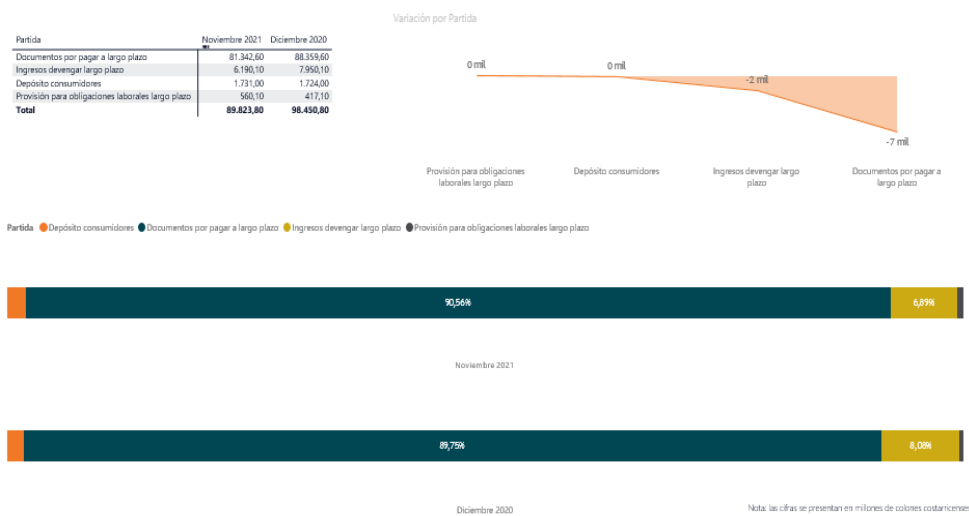 Variación por Partida
Partida Noviembre 2021 Diciembre 2020
Documentos por pagar a largo plazo 81.342,60 88.359,60
Ingresos devengar largo plazo 6.190,10 7.950,10
Depósito consumidores 1.731,00 1.724,00
Provisión para obligaciones laborales largo plazo 560,10 417,10
Total 89.823,80 98.450,80
0 mil
0 mil
-2 mil
-7 mil
Provisión para obligaciones
laborales largo plazo
Depósito consumidores
Ingresos devengar largo
plazo
Documentos por pagar a
largo plazo
Partida Depósito consumidores Documentos por pagar a largo plazo Ingresos devengar largo plazo Provisión para obligaciones laborales largo plazo
90,56% 6,89%
Noviembre 2021
89,75% 8,08%
Diciembre 2020
Nota: las cifras se presentan en millones de colones costarricenses